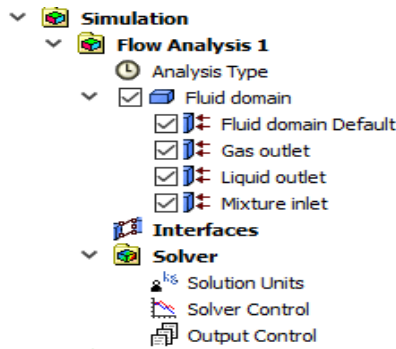 Simulation
Flow Analysis 1
Analysis Type
Fluid domain
Fluid domain Default
Gas outlet
Liquid outlet
Mixture inlet
Interfaces
Solver
Solution Units
Solver Control
Output Control